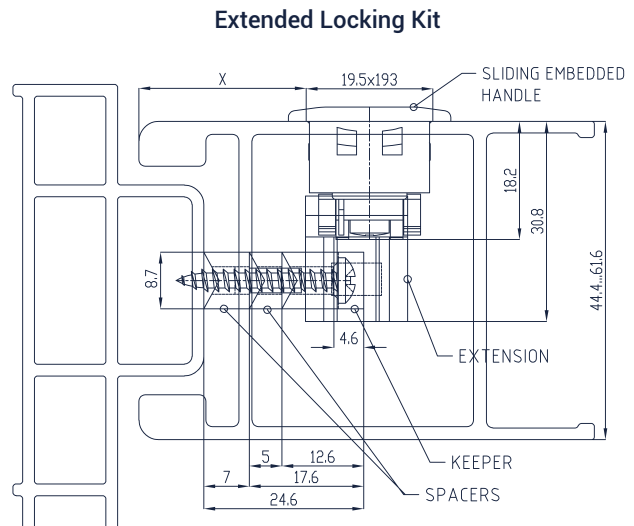 Extended Locking Kit
X
19.5x193
SLIDING EMBEDDED
HANDLE
18.2
30.8
44.4...61.6
8.7
4.6
EXTENSION
5
12.6
KEEPER
7
17.6
SPACERS
24.6